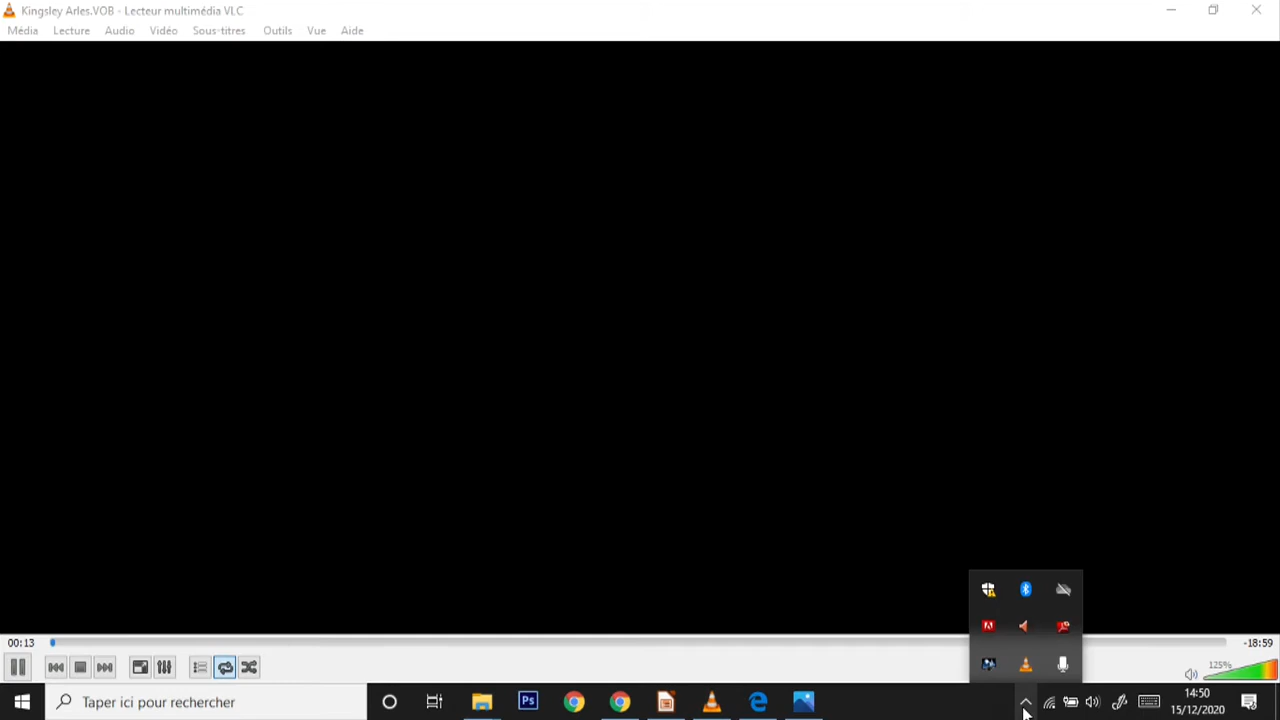 Kingsley Arles.VOB - Lecteur multimédia VLC
Média Lecture Audio Vidéo Sous-titres Outils Vue Aide
00:13 -18:59
125%
Taper ici pour rechercher
Ps
14:50
15/12/2020